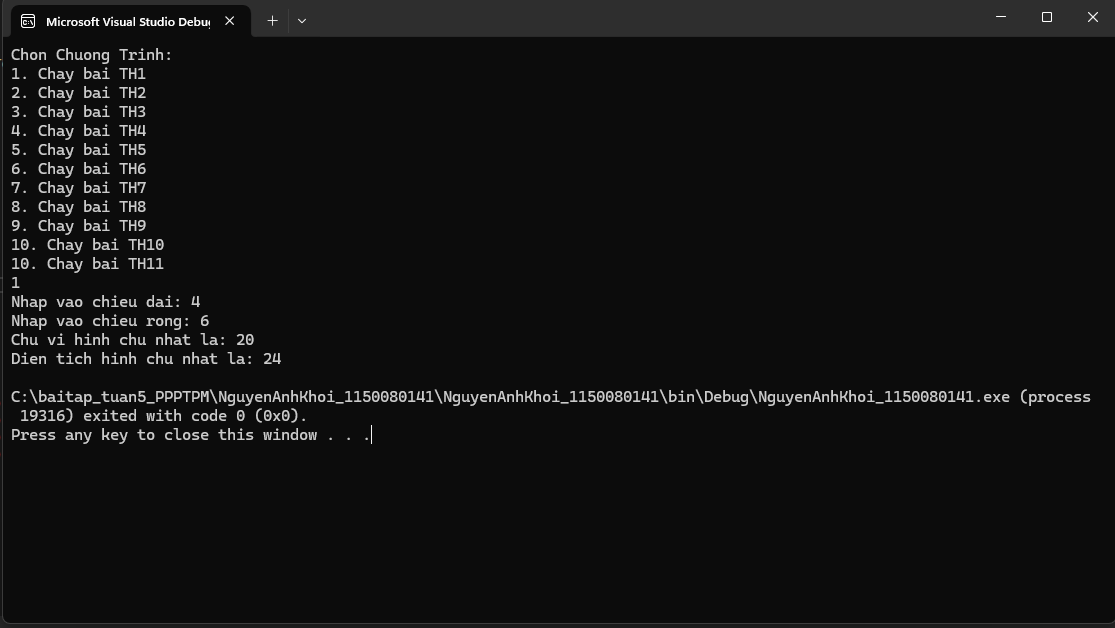 Microsoft Visual Studio Debu
Chon Chuong Trinh:
1. Chay bai TH1
2. Chay bai TH2
3. Chay bai TH3
4. Chay bai TH4
5. Chay bai TH5
6. Chay bai TH6
7. Chay bai TH7
8. Chay bai TH8
9. Chay bai TH9
10. Chay bai TH10
10. Chay bai TH11
1
Nhap vao chieu dai: 4
Nhap vao chieu rong: 6
Chu vi hinh chu nhat la: 20
Dien tich hinh chu nhat la: 24
C:\baitap_tuan5_PPPTPM\NguyenAnhKhoi_1150080141\NguyenAnhKhoi_1150080141\bin\Debug\NguyenAnhKhoi_1150080141.exe (process
19316) exited with code 0 (0x0).
Press any key to close this window . . .